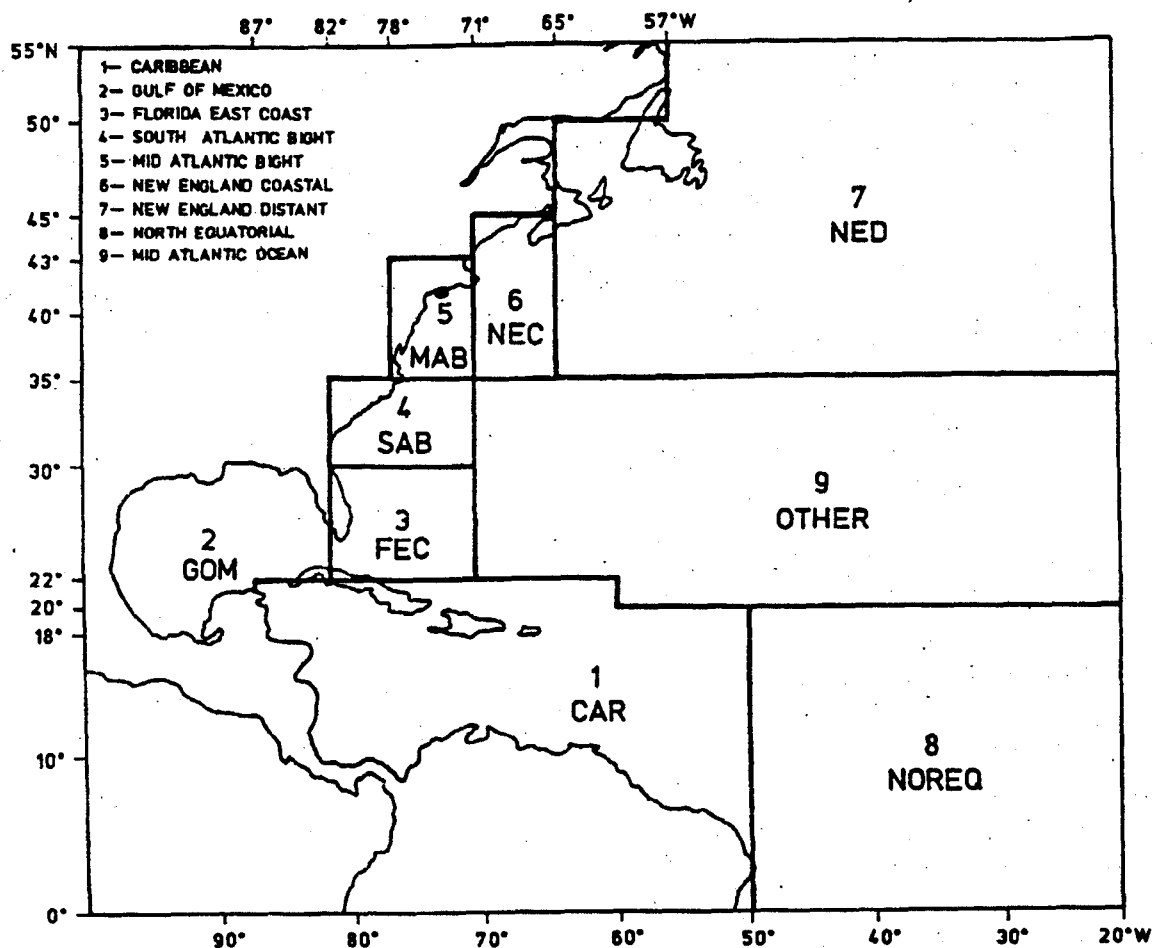 87° 82° 78° 71° 65° 57°W
55°N
1— CARIBBEAN
2— GULF OF MEXICO
3— FLORIDA EAST COAST
4— SOUTH ATLANTIC BIGHT
5— MID ATLANTIC BIGHT
6— NEW ENGLAND COASTAL
7— NEW ENGLAND DISTANT
8— NORTH EQUATORIAL
9— MID ATLANTIC OCEAN
50°
45°
43°
40°
35°
30°
22°
20°
18°
10°
0°
7
NED
6
NEC
5
MAB
4
SAB
9
OTHER
3
FEC
2
GOM
1
CAR
8
NOREQ
90° 80° 70° 60° 50° 40° 30° 20°W